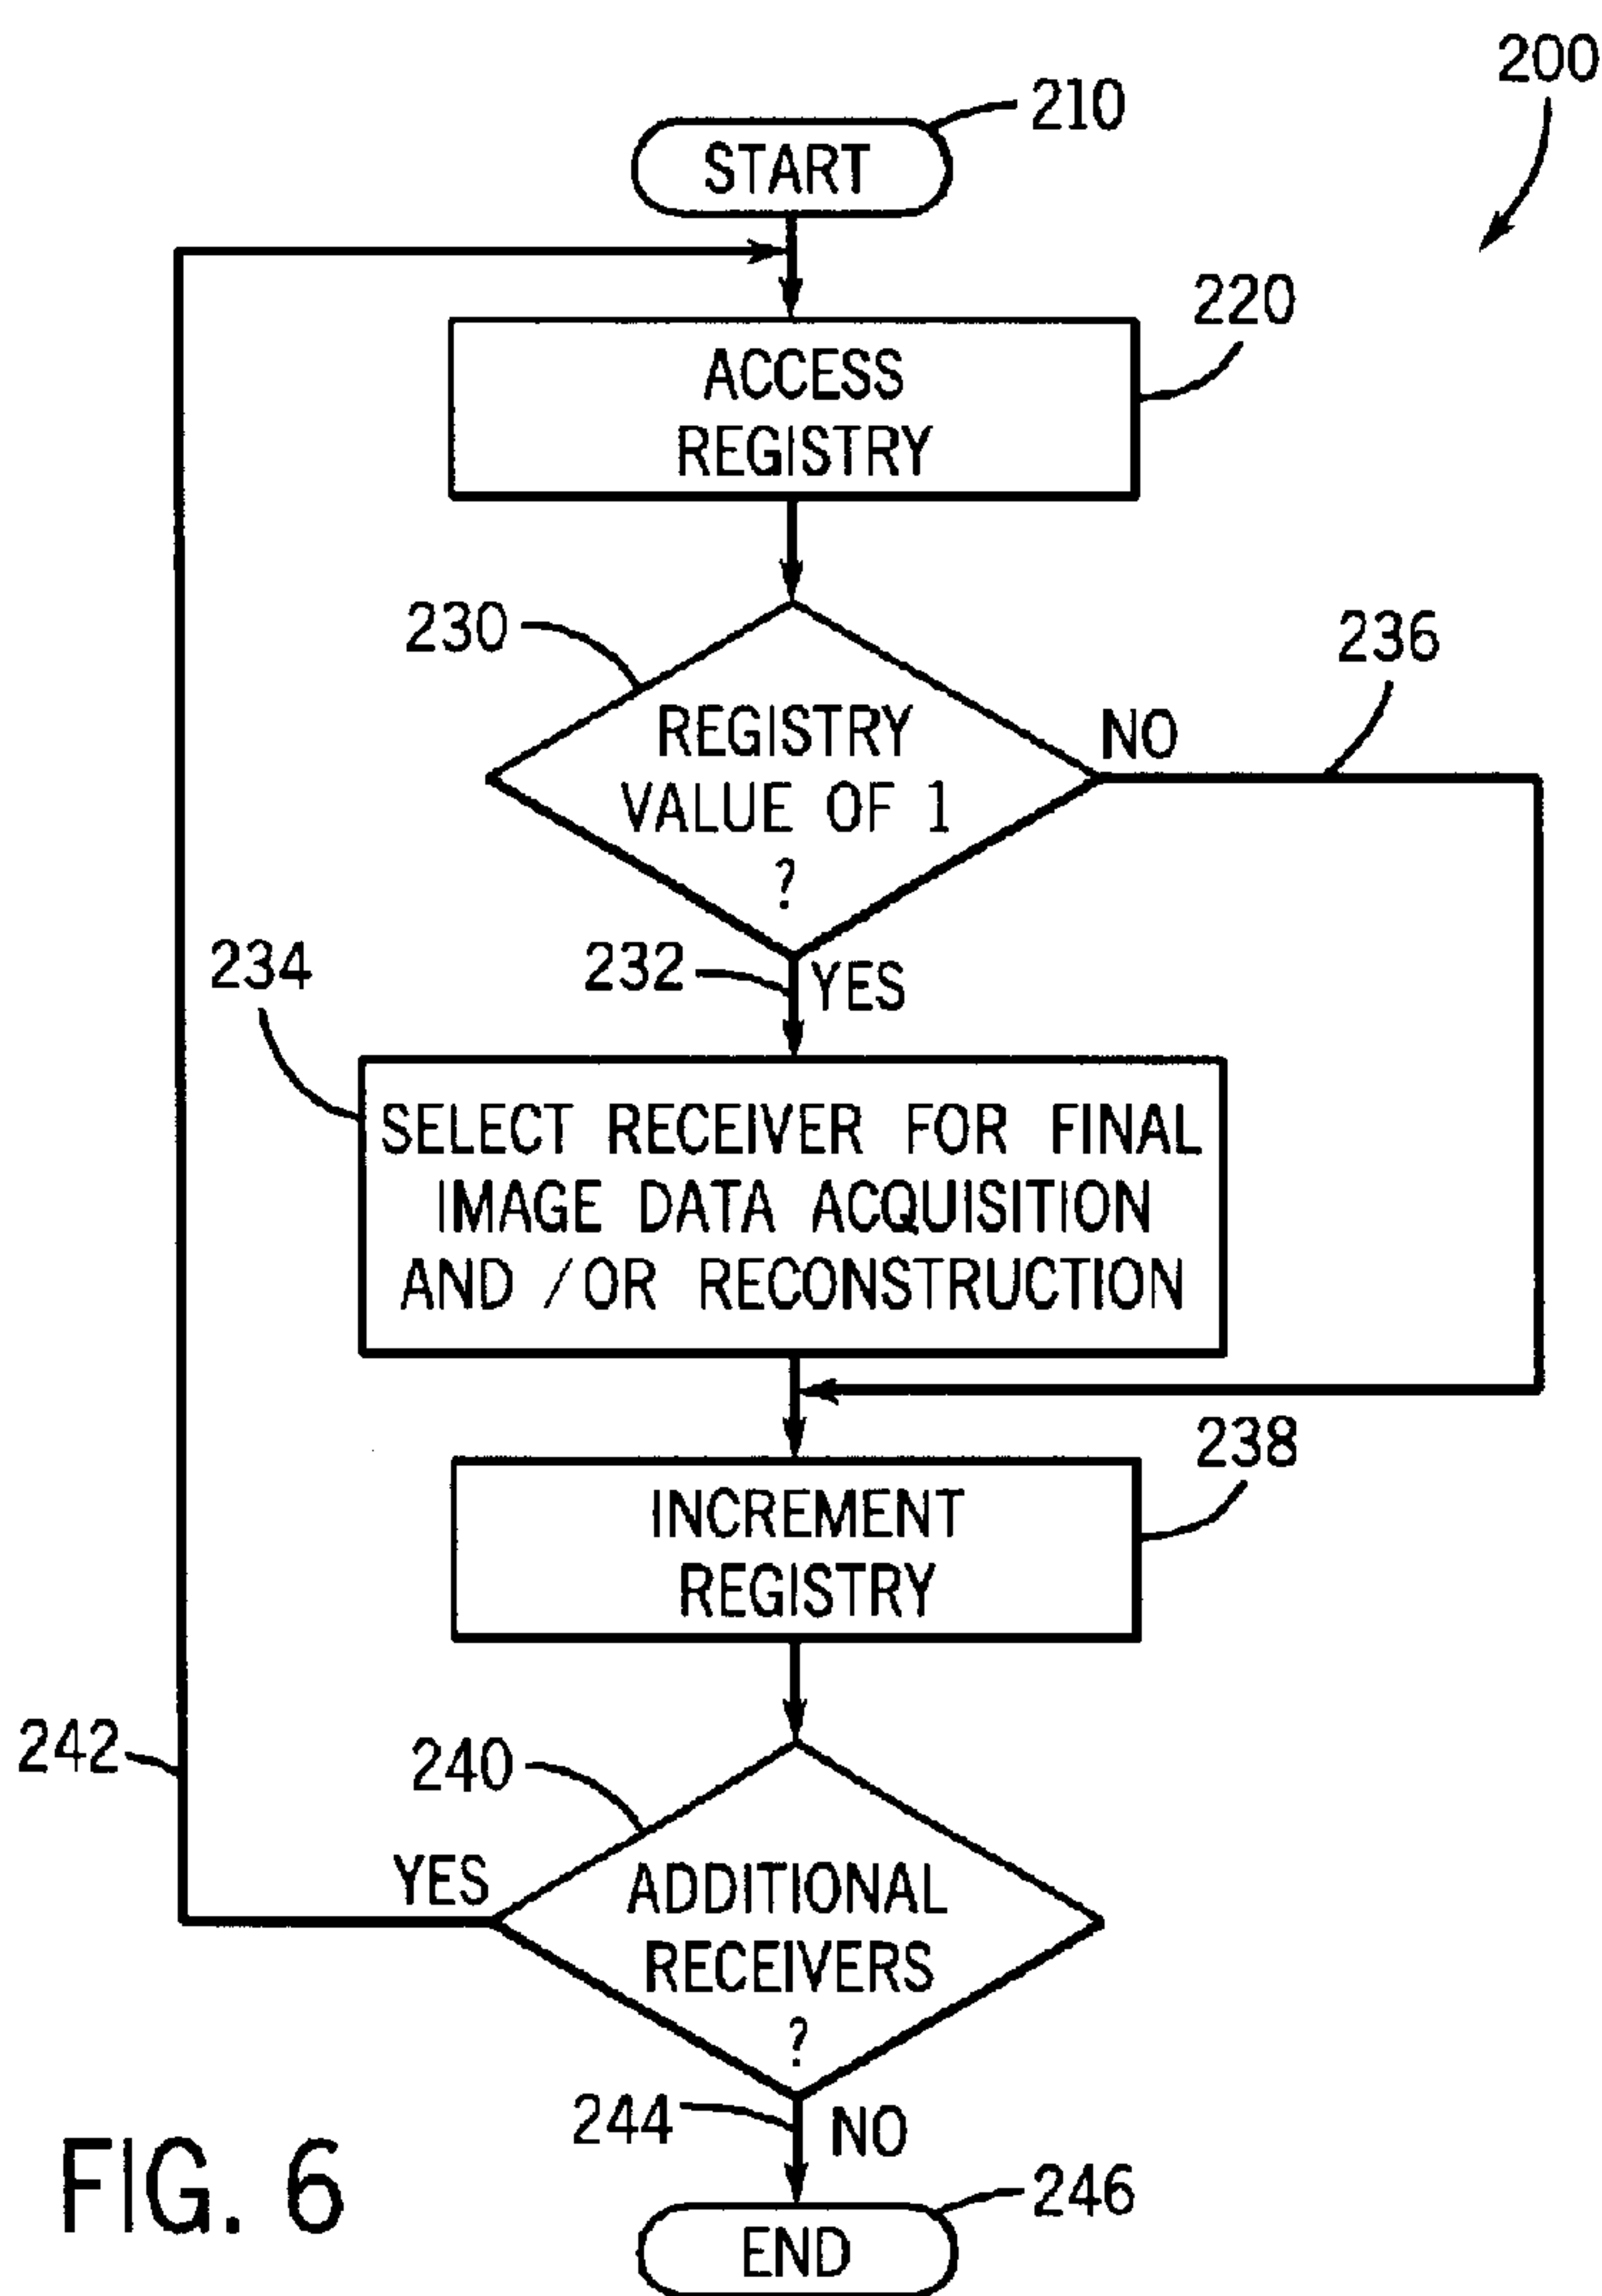 200
210
START
220
ACCESS
REGISTRY
230
236
REGISTRY
VALUE OF 1
?
NO
234
232
YES
SELECT RECEIVER FOR FINAL
IMAGE DATA ACQUISITION
AND /OR RECONSTRUCTION
238
INCREMENT
REGISTRY
242
240
YES
ADDITIONAL
RECEIVERS
?
244
NO
246
END
FIG. 6